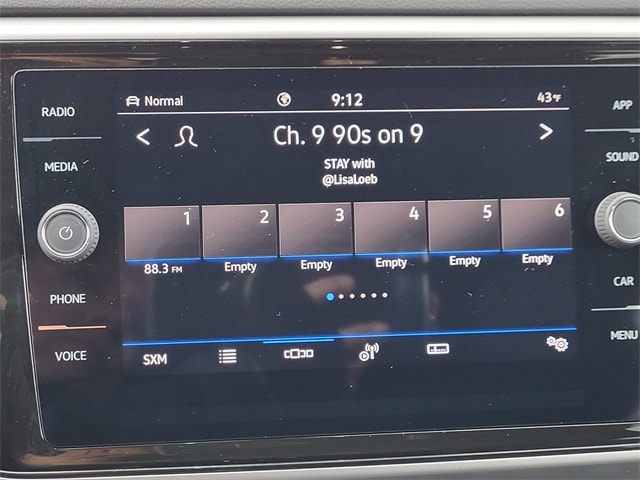 RADIO
MEDIA
PHONE
VOICE
Normal 9:12 43°F
Ch. 9 90s on 9
STAY with
@LisaLoeb
1 2 3 4 5 6
88.3 FM Empty Empty Empty Empty Empty
SXM
APP
SOUND
CAR
MENU